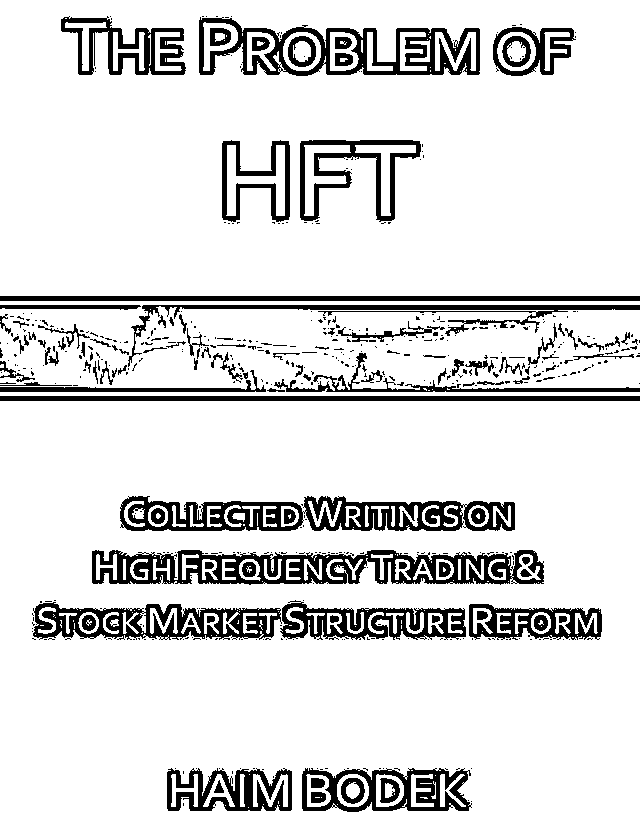 THE PROBLEM OF
HFT
COLLECTED WRITINGS ON
HIGH FREQUENCY TRADING &
STOCK MARKET STRUCTURE REFORM
HAIM BODEK